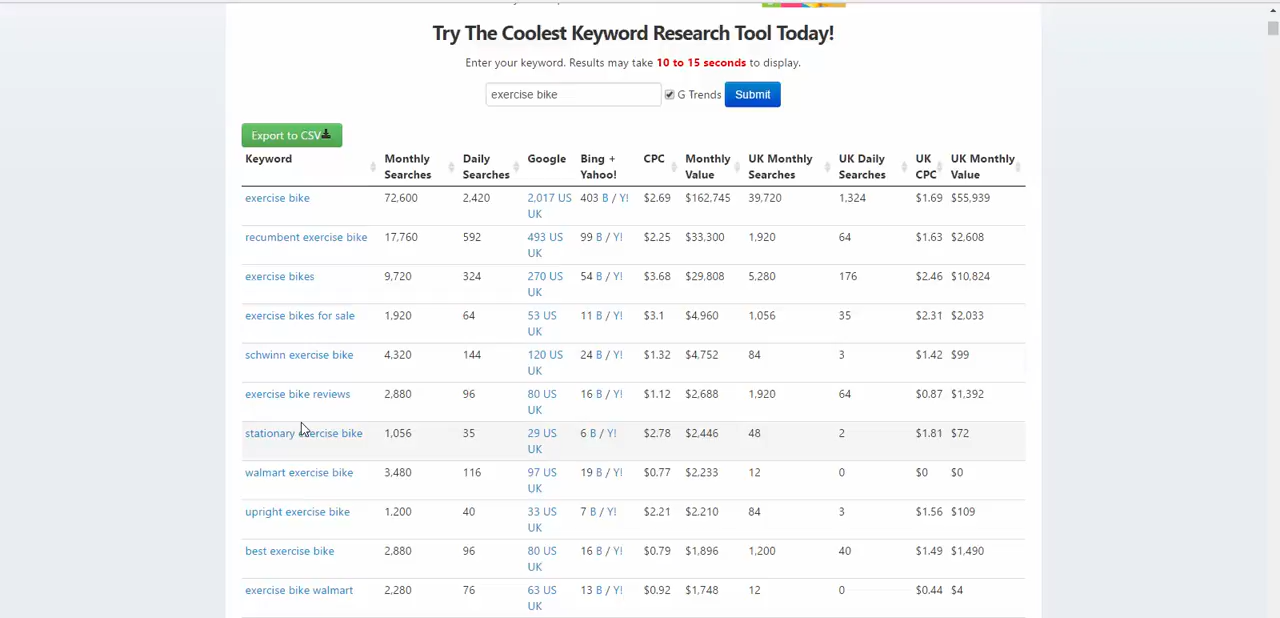 Try The Coolest Keyword Research Tool Today!
Enter your keyword. Results may take 10 to 15 seconds to display.
exercise bike G Trends Submit
Export to CSV
Keyword Monthly Searches Daily Searches Google Bing + Yahoo! CPC Monthly Value UK Monthly Searches UK Daily Searches UK CPC UK Monthly Value
exercise bike 72,600 2,420 2,017 US UK 403 B / Y! $2.69 $162,745 39,720 1,324 $1.69 $55,939
recumbent exercise bike 17,760 592 493 US UK 99 B / Y! $2.25 $33,300 1,920 64 $1.63 $2,608
exercise bikes 9,720 324 270 US UK 54 B / Y! $3.68 $29,808 5,280 176 $2.46 $10,824
exercise bikes for sale 1,920 64 53 US UK 11 B / Y! $3.1 $4,960 1,056 35 $2.31 $2,033
schwinn exercise bike 4,320 144 120 US UK 24 B / Y! $1.32 $4,752 84 3 $1.42 $99
exercise bike reviews 2,880 96 80 US UK 16 B / Y! $1.12 $2,688 1,920 64 $0.87 $1,392
stationary exercise bike 1,056 35 29 US UK 6 B / Y! $2.78 $2,446 48 2 $1.81 $72
walmart exercise bike 3,480 116 97 US UK 19 B / Y! $0.77 $2,233 12 0 $0 $0
upright exercise bike 1,200 40 33 US UK 7 B / Y! $2.21 $2,210 84 3 $1.56 $109
best exercise bike 2,880 96 80 US UK 16 B / Y! $0.79 $1,896 1,200 40 $1.49 $1,490
exercise bike walmart 2,280 76 63 US UK 13 B / Y! $0.92 $1,748 12 0 $0.44 $4